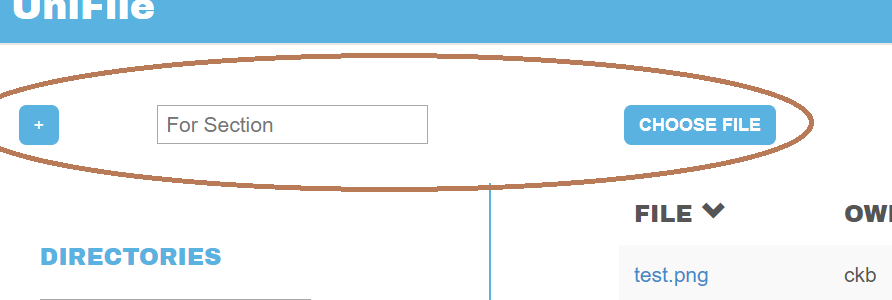 UniFile
+ For Section CHOOSE FILE
FILE
DIRECTORIES
test.png ckb